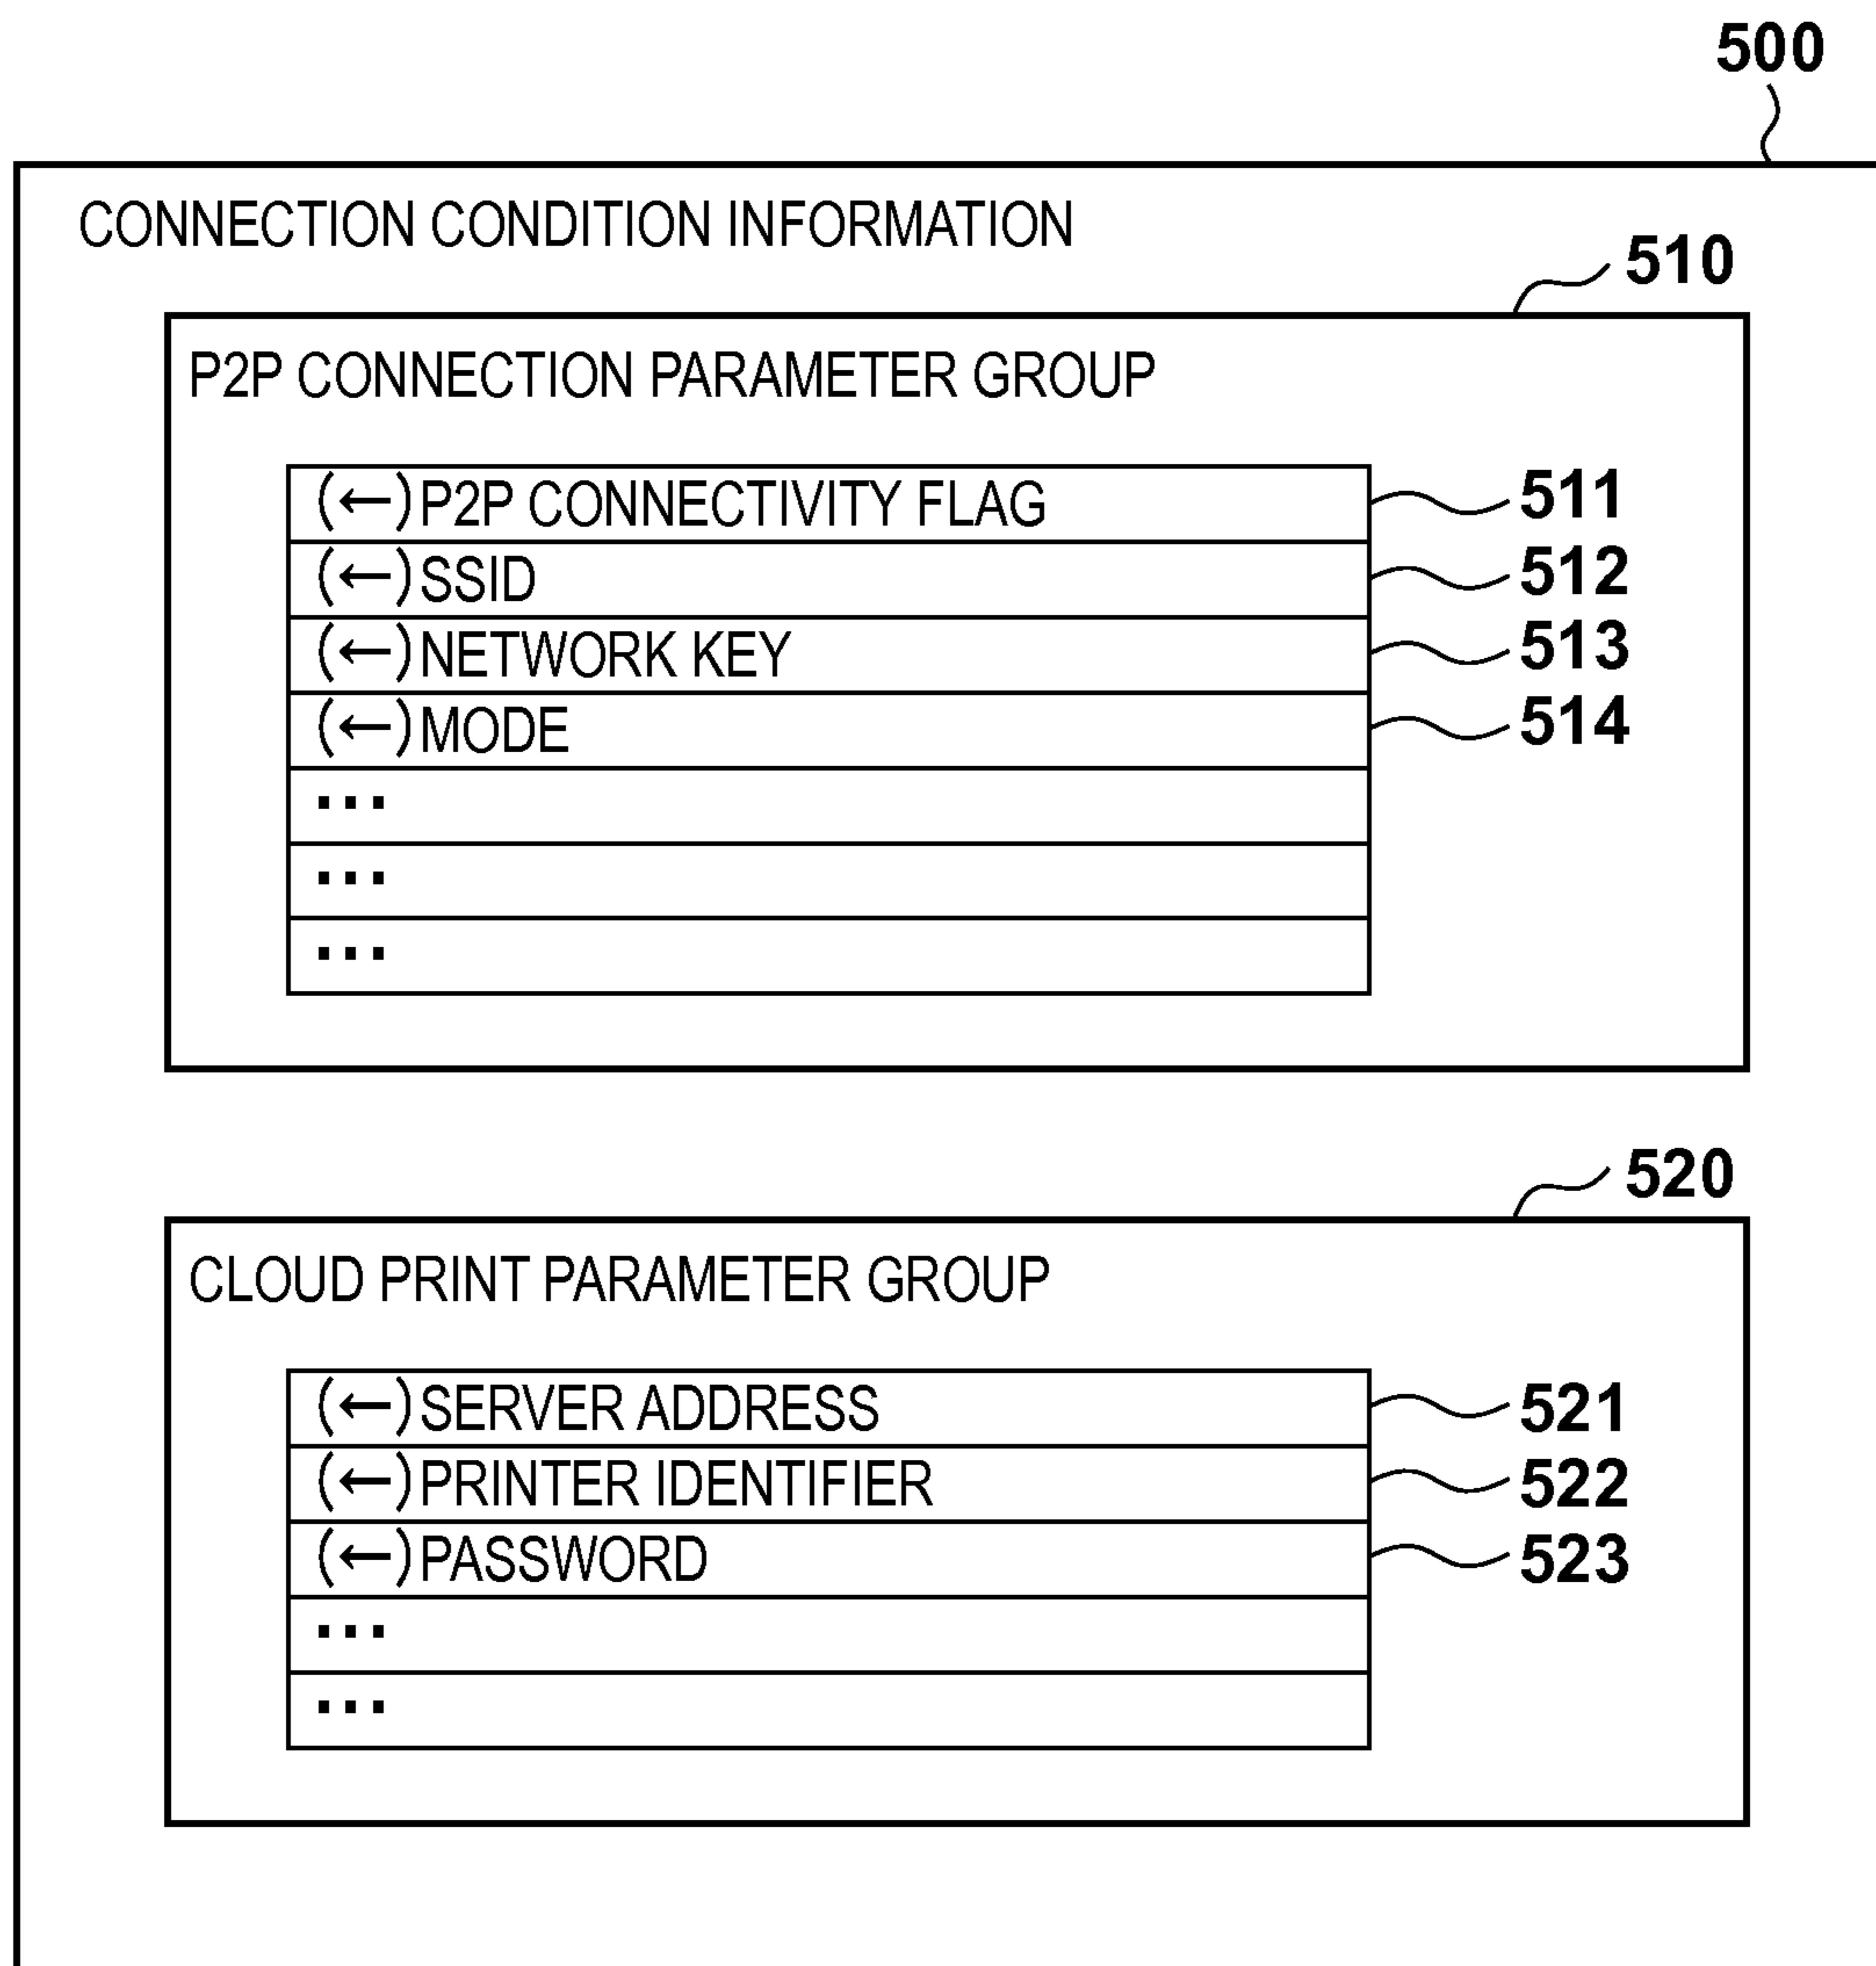 500
CONNECTION CONDITION INFORMATION
510
P2P CONNECTION PARAMETER GROUP
(←)P2P CONNECTIVITY FLAG 511
(←)SSID 512
(←)NETWORK KEY 513
(←)MODE 514
...
...
...
520
CLOUD PRINT PARAMETER GROUP
(←)SERVER ADDRESS 521
(←)PRINTER IDENTIFIER 522
(←)PASSWORD 523
...
...